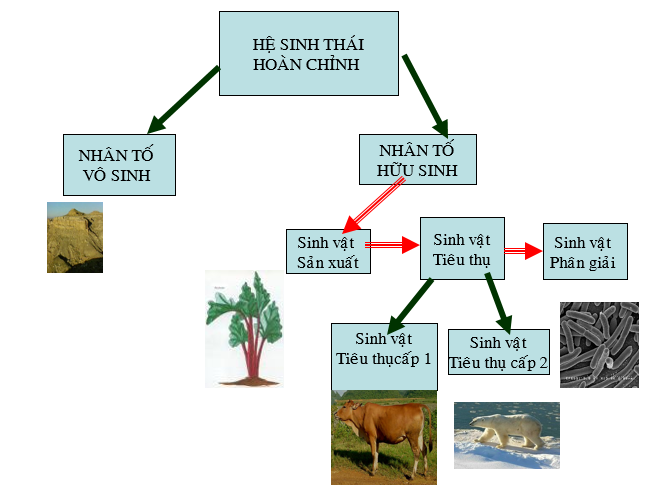 HỆ SINH THÁI
HOÀN CHỈNH
NHÂN TỐ
VÔ SINH
NHÂN TỐ
HỮU SINH
Sinh vật
Sản xuất
Sinh vật
Tiêu thụ
Sinh vật
Phân giải
Sinh vật
Tiêu thụcấp 1
Sinh vật
Tiêu thụ cấp 2